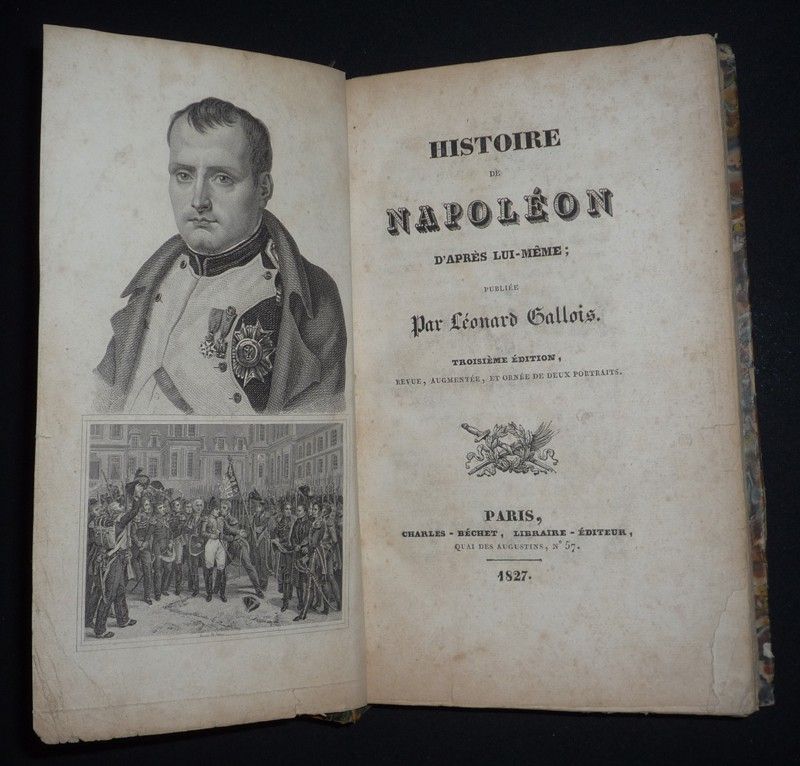 HISTOIRE
DE
NAPOLÉON
D'APRÈS LUI-MÊME;
PUBLIÉE
Par Léonard Gallois.
TROISIÈME ÉDITION,
REVUE, AUGMENTÉE, ET ORNÉE DE DEUX PORTRAITS.
PARIS,
CHARLES-BÉCHET, LIBRAIRE-ÉDITEUR,
QUAI DES AUGUSTINS, N° 57.
1827.